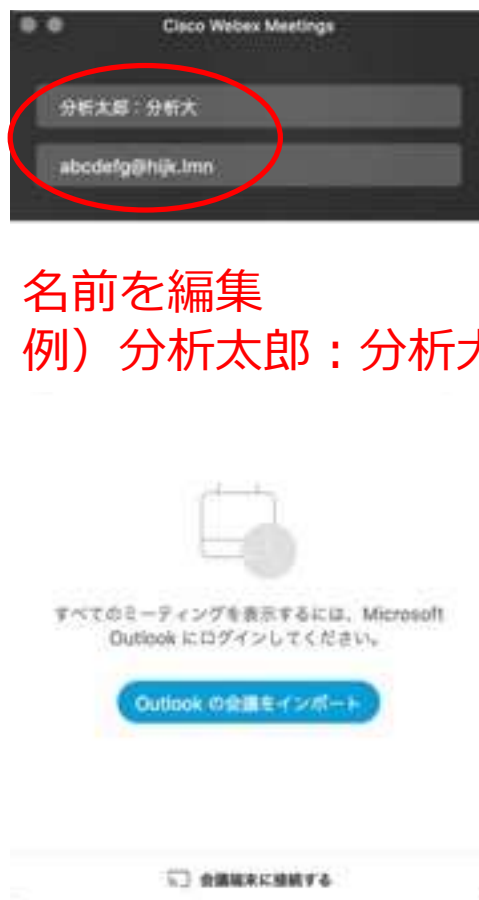 Cisco Webex Meetings
分析太郎：分析大
abcdefg@hijk.lmn
名前を編集
例）分析太郎：分析大
すべてのミーティングを表示するには、Microsoft
Outlook にログインしてください。
Outlook の会議をインポート
会議端末に接続する